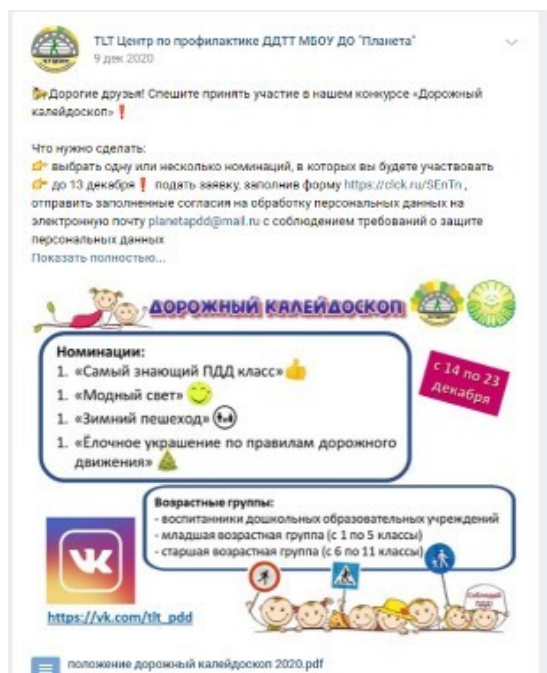 TLT Центр по профилактике ДДТТ МБОУ ДО "Планета"
9 дек 2020
Дорогие друзья! Спешите принять участие в нашем конкурсе «Дорожный
калейдоскоп»❗
Что нужно сделать:
👉 выбрать одну или несколько номинаций, в которых вы будете участвовать
👉 до 13 декабря❗ подать заявку, заполнив форму https://clck.ru/SEnTn ,
отправить заполненные согласия на обработку персональных данных на
электронную почту planetapdd@mail.ru с соблюдением требований о защите
персональных данных
Показать полностью...
ДОРОЖНЫЙ КАЛЕЙДОСКОП
Номинации:
1. «Самый знающий ПДД класс»
1. «Модный свет»
1. «Зимний пешеход»
1. «Ёлочное украшение по правилам дорожного
движения»
с 14 по 23
декабря
Возрастные группы:
- воспитанники дошкольных образовательных учреждений
- младшая возрастная группа (с 1 по 5 классы)
- старшая возрастная группа (с 6 по 11 классы)
https://vk.com/tlt_pdd
Соблюдай
ПДД!
положение дорожный калейдоскоп 2020.pdf